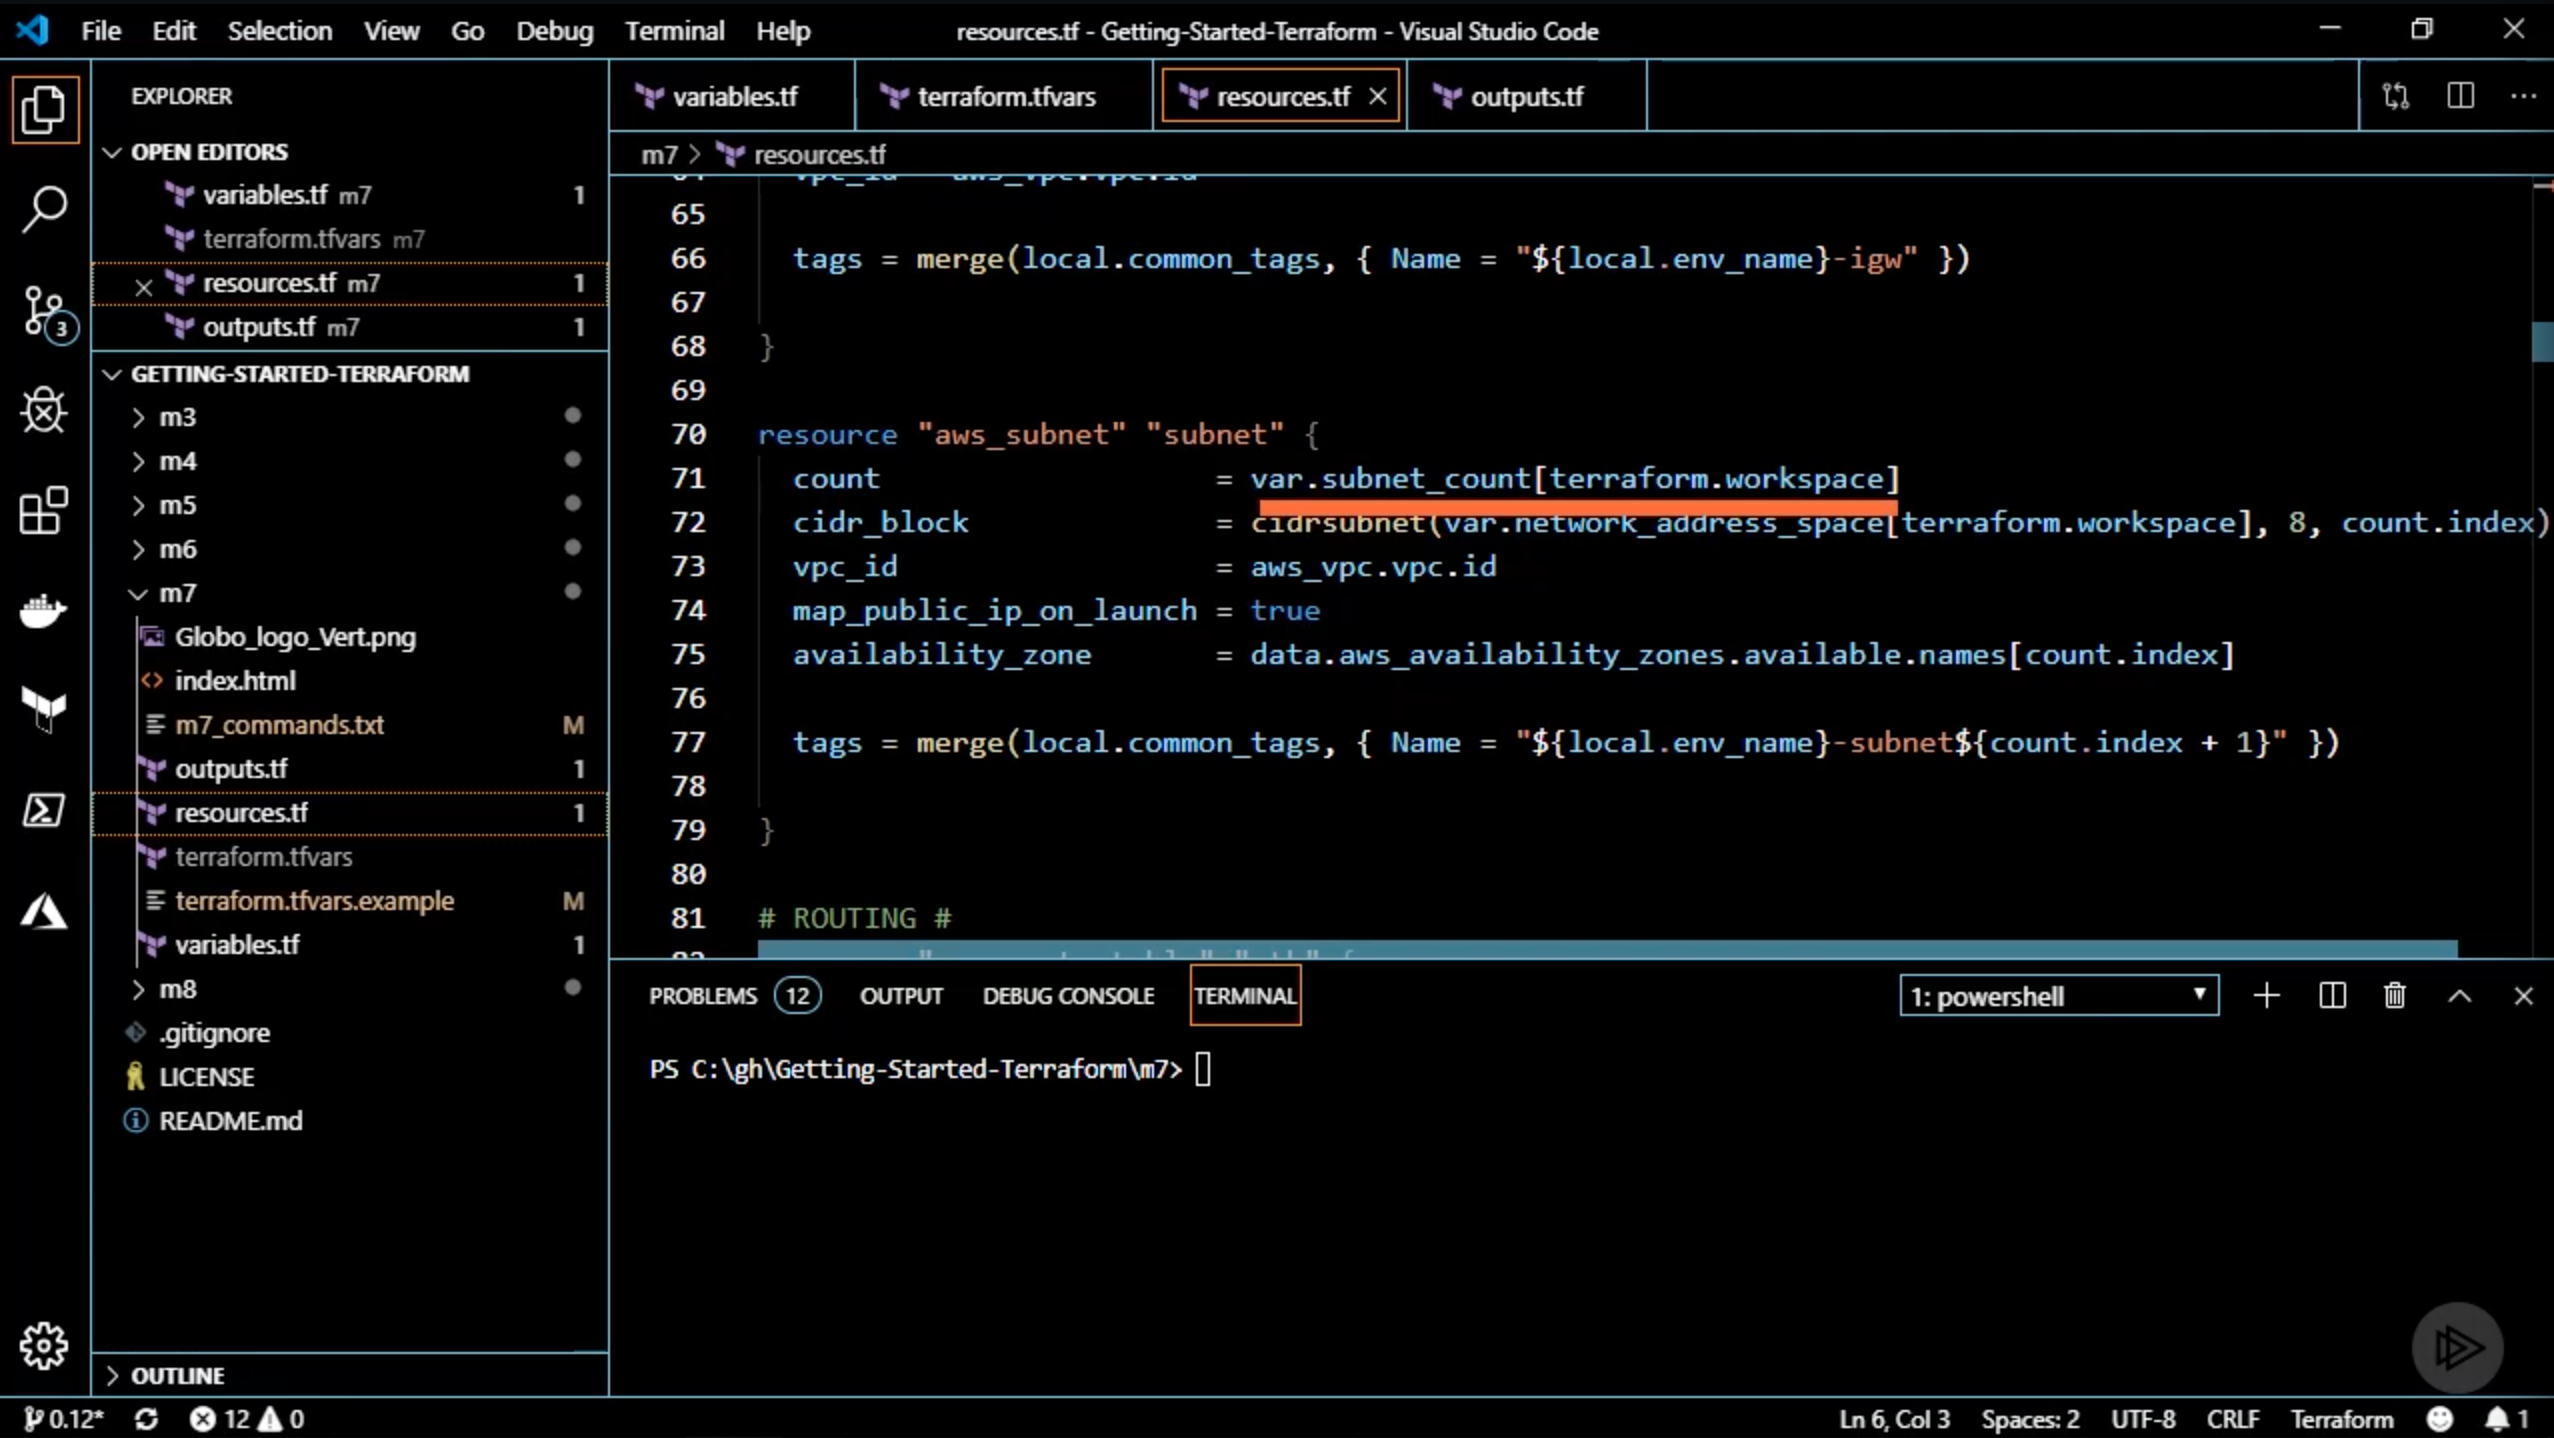 File Edit Selection View Go Debug Terminal Help
resources.tf - Getting-Started-Terraform - Visual Studio Code
EXPLORER
OPEN EDITORS
variables.tf m7 1
terraform.tfvars m7
resources.tf m7 1
outputs.tf m7 1
3
GETTING-STARTED-TERRAFORM
m3
m4
m5
m6
m7
Globo_logo_Vert.png
index.html
m7_commands.txt M
outputs.tf 1
resources.tf 1
terraform.tfvars
terraform.tfvars.example M
variables.tf 1
m8
.gitignore
LICENSE
README.md
OUTLINE
variables.tf terraform.tfvars resources.tf outputs.tf
m7 > resources.tf
64 vpc_id = aws_vpc.vpc.id
65
66 tags = merge(local.common_tags, { Name = "${local.env_name}-igw" })
67
68 }
69
70 resource "aws_subnet" "subnet" {
71 count = var.subnet_count[terraform.workspace]
72 cidr_block = cidrsubnet(var.network_address_space[terraform.workspace], 8, count.index)
73 vpc_id = aws_vpc.vpc.id
74 map_public_ip_on_launch = true
75 availability_zone = data.aws_availability_zones.available.names[count.index]
76
77 tags = merge(local.common_tags, { Name = "${local.env_name}-subnet${count.index + 1}" })
78
79 }
80
81 # ROUTING #
PROBLEMS 12 OUTPUT DEBUG CONSOLE TERMINAL
1: powershell
PS C:\gh\Getting-Started-Terraform\m7>
0.12* 12 0
Ln 6, Col 3 Spaces: 2 UTF-8 CRLF Terraform 1